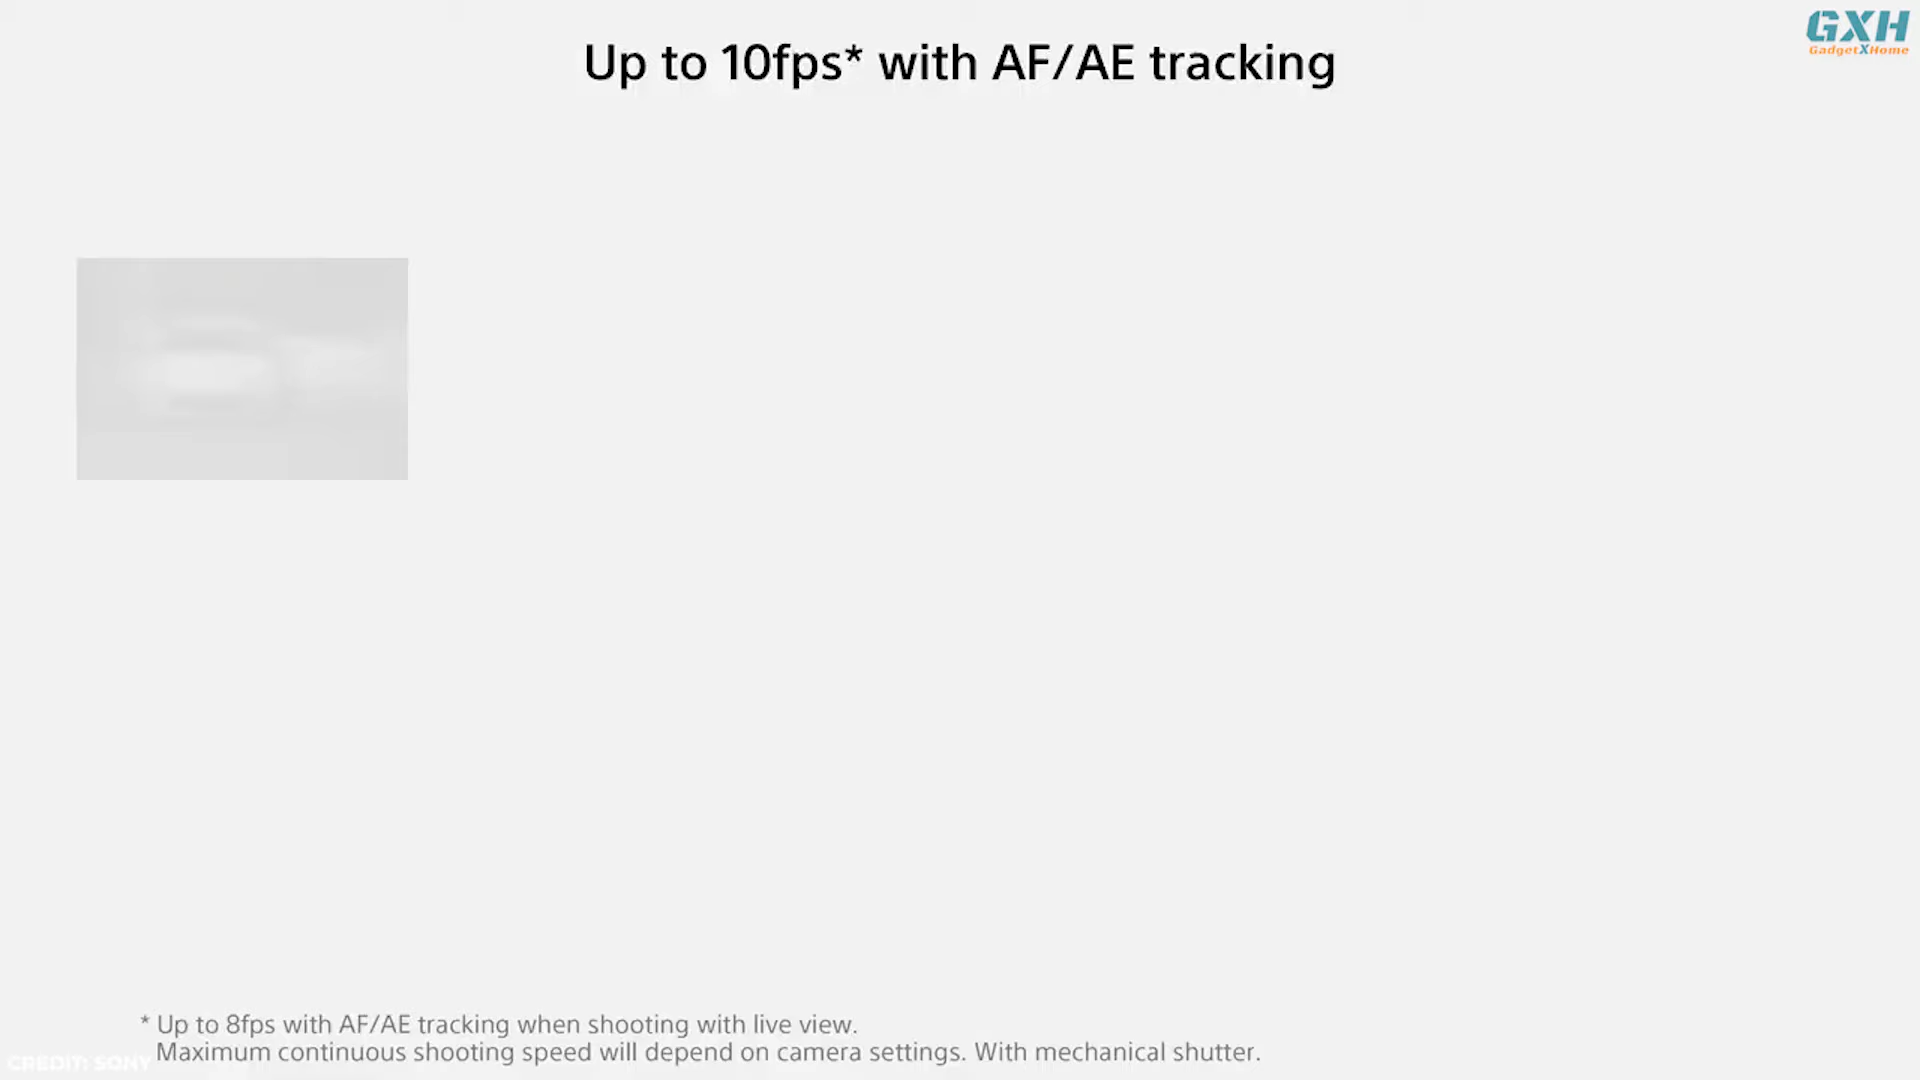 GXH
GadgetXHome
Up to 10fps* with AF/AE tracking
* Up to 8fps with AF/AE tracking when shooting with live view.
Maximum continuous shooting speed will depend on camera settings. With mechanical shutter.
CREDIT: SONY